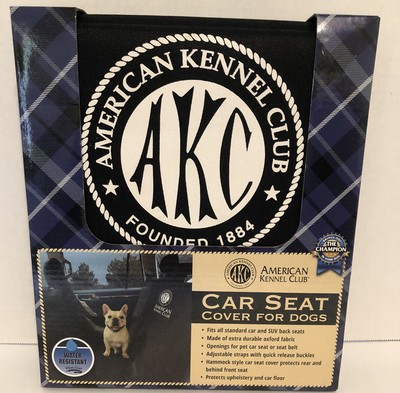 AMERICAN KENNEL CLUB
AKC
FOUNDED 1884
THE
CHAMPION
AKC
AMERICAN
KENNEL CLUB
CAR SEAT
COVER FOR DOGS
• Fits all standard car and SUV back seats
• Made of extra durable oxford fabric
• Openings for pet car seat or seat belt
• Adjustable straps with quick release buckles
• Hammock style car seat cover protects rear and
behind front seat
• Protects upholstery and car floor
AMERICAN
KENNEL CLUB
WATER
RESISTANT